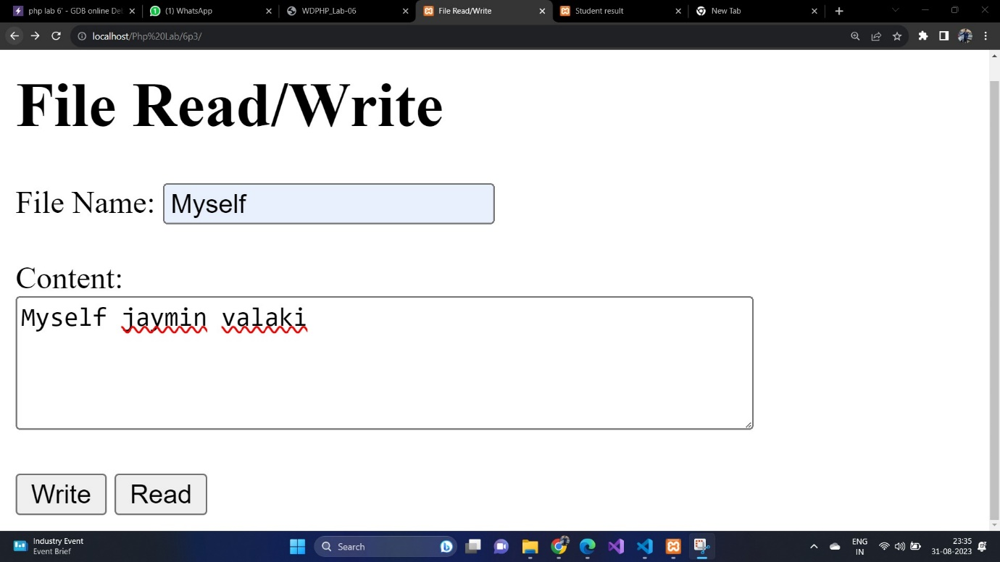 php lab 6' - GDB online De
(1) WhatsApp
WDPHP_Lab-06
File Read/Write
Student result
New Tab
localhost/Php%20Lab/6p3/
File Read/Write
File Name: Myself
Content:
Myself jaymin valaki
Write Read
Industry Event
Event Brief
Search
ENG
IN
23:35
31-08-2023